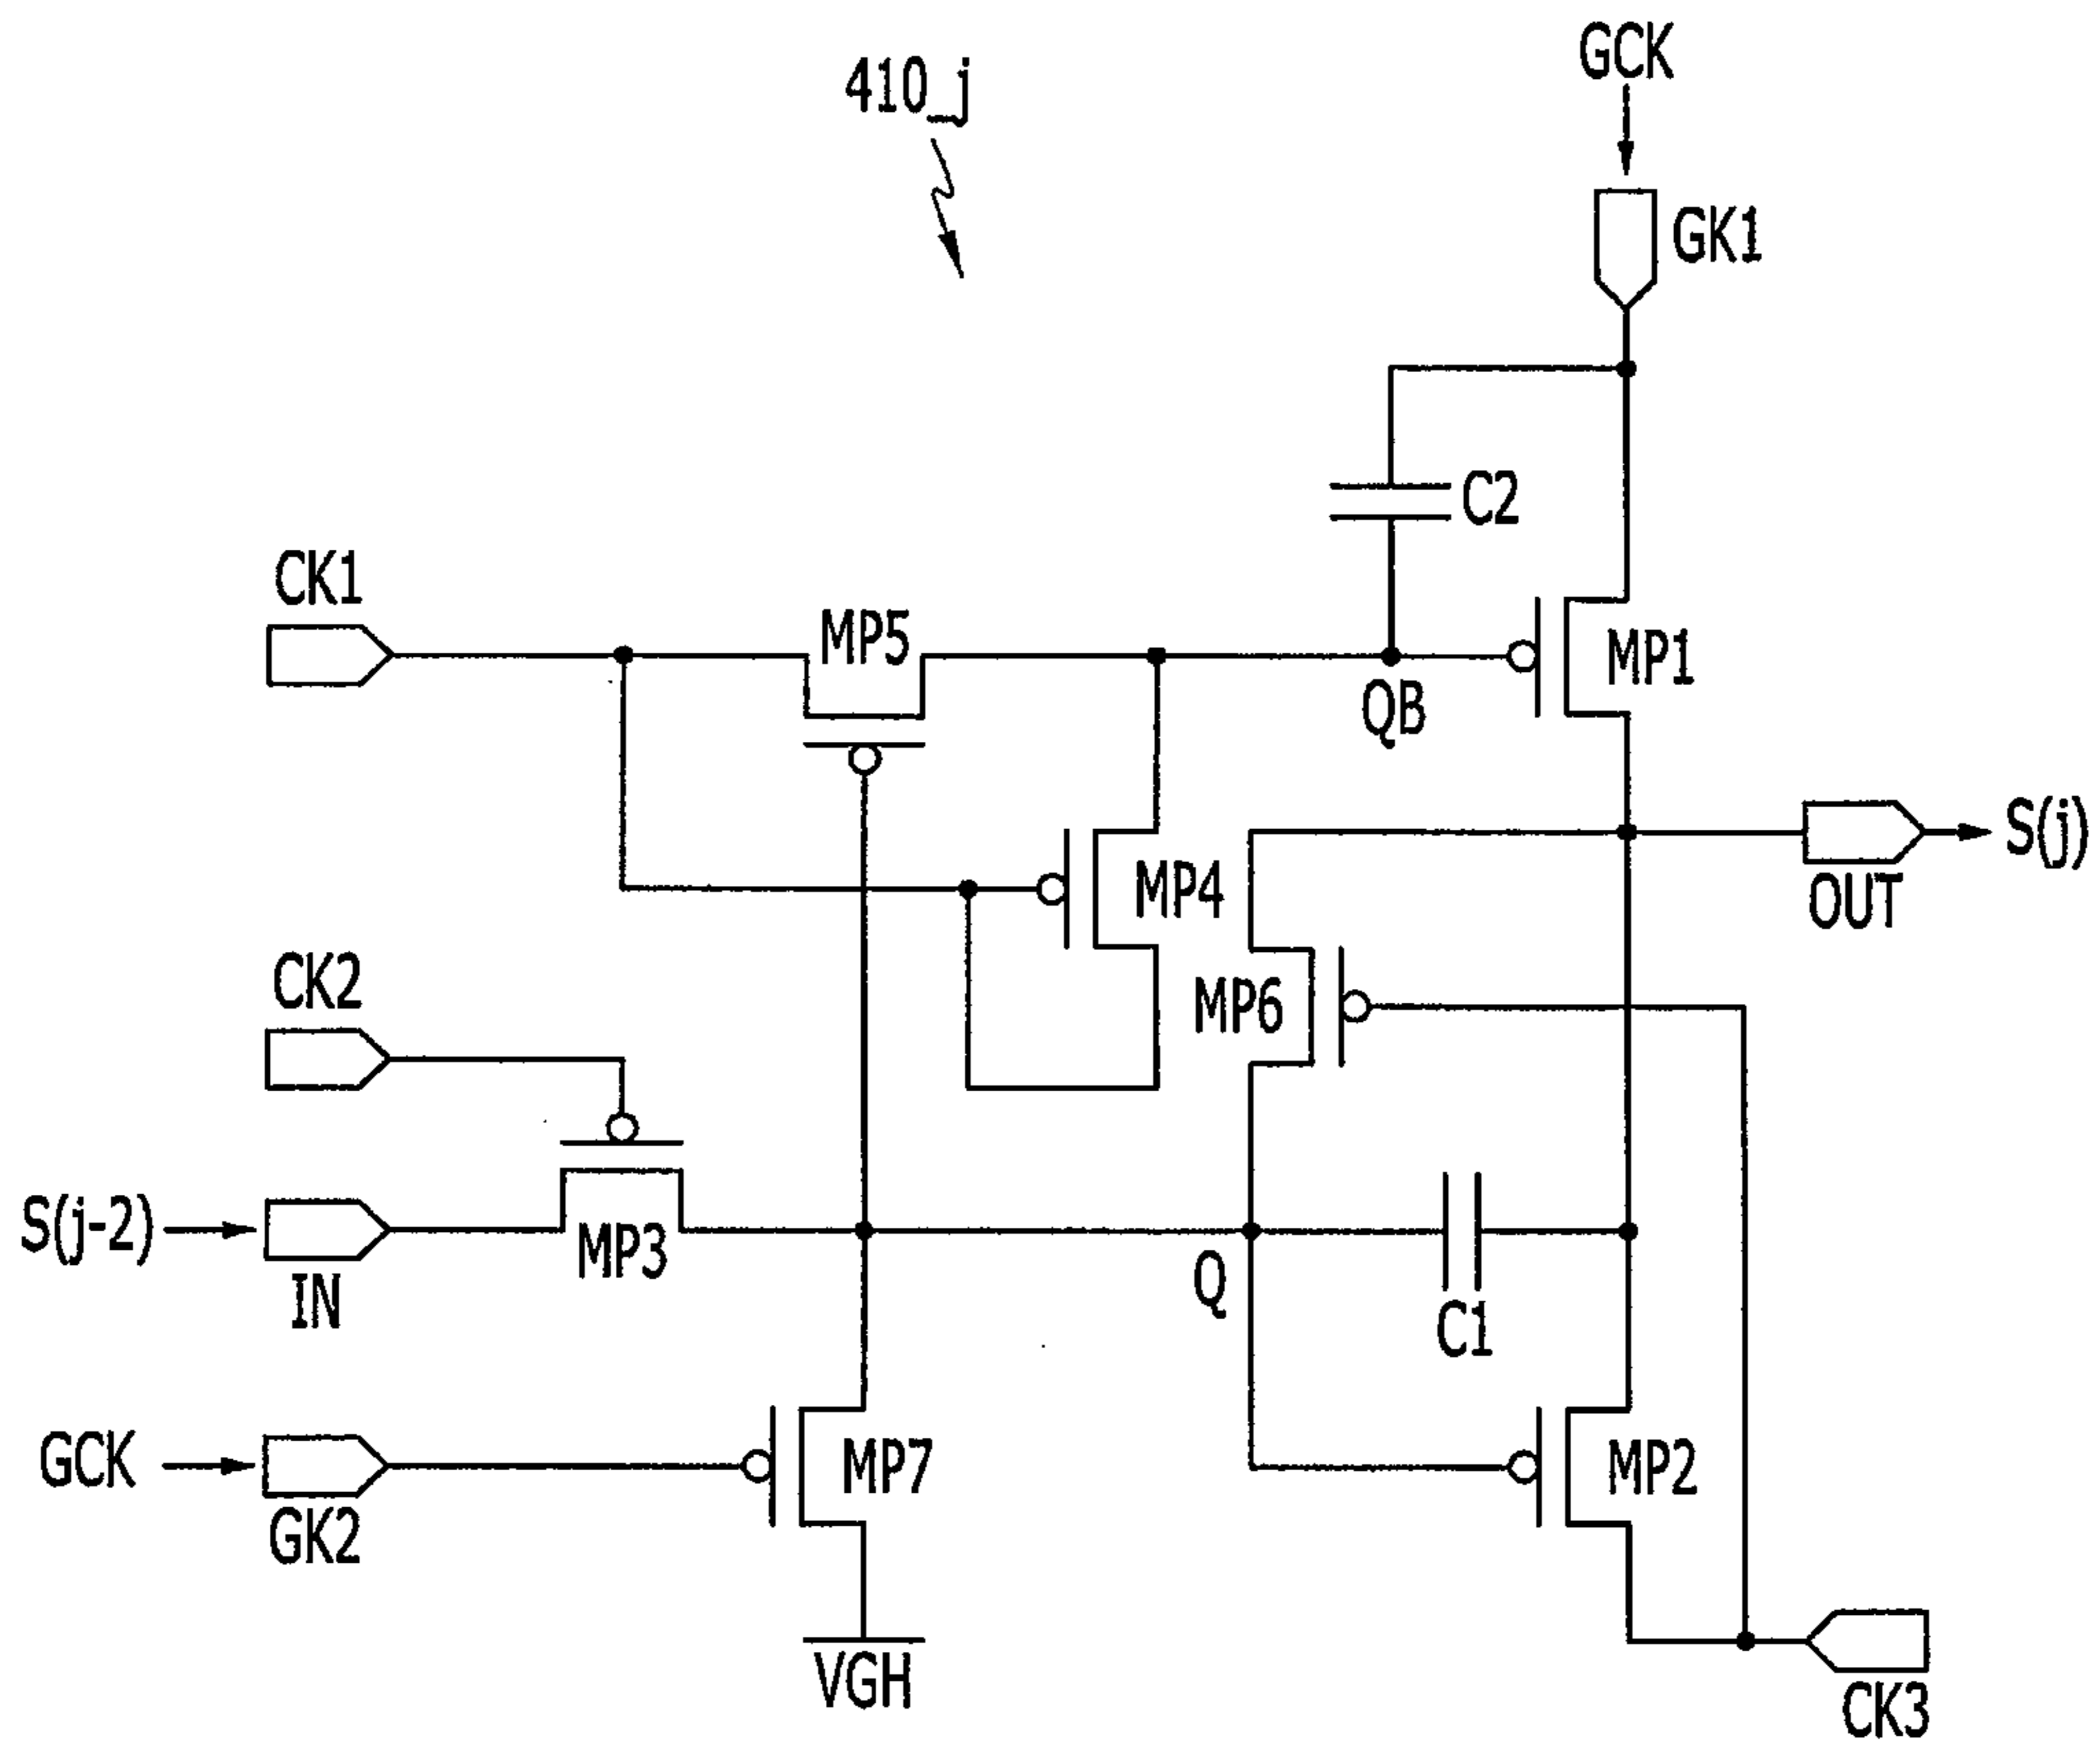 GCK
410_j
GK1
C2
CK1
MP5
MP1
QB
S(j)
MP4
OUT
CK2
MP6
S(j-2)
MP3
Q
IN
C1
GCK
MP7
MP2
GK2
VGH
CK3